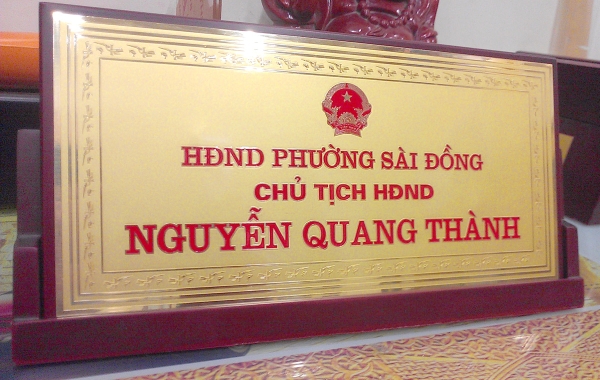 HĐND PHƯỜNG SÀI ĐỒNG
CHỦ TỊCH HĐND
NGUYỄN QUANG THÀNH